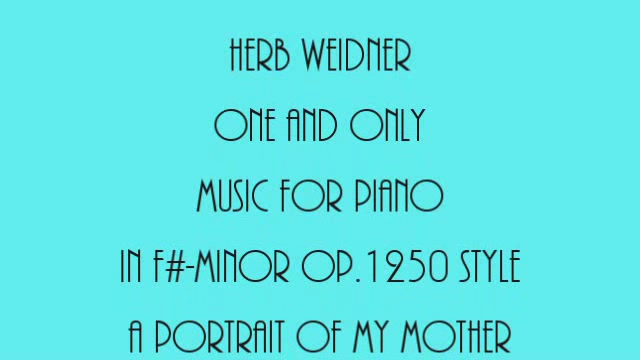 HERB WEIDNER
ONE AND ONLY
MUSIC FOR PIANO
IN F#-MINOR OP.1250 STYLE
A PORTRAIT OF MY MOTHER